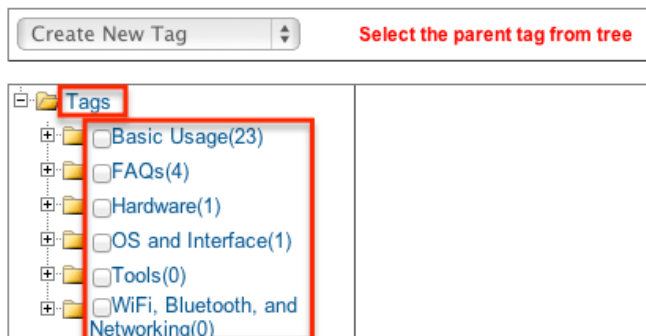 Create New Tag
Select the parent tag from tree
Tags
Basic Usage(23)
FAQs(4)
Hardware(1)
OS and Interface(1)
Tools(0)
WiFi, Bluetooth, and
Networking(0)